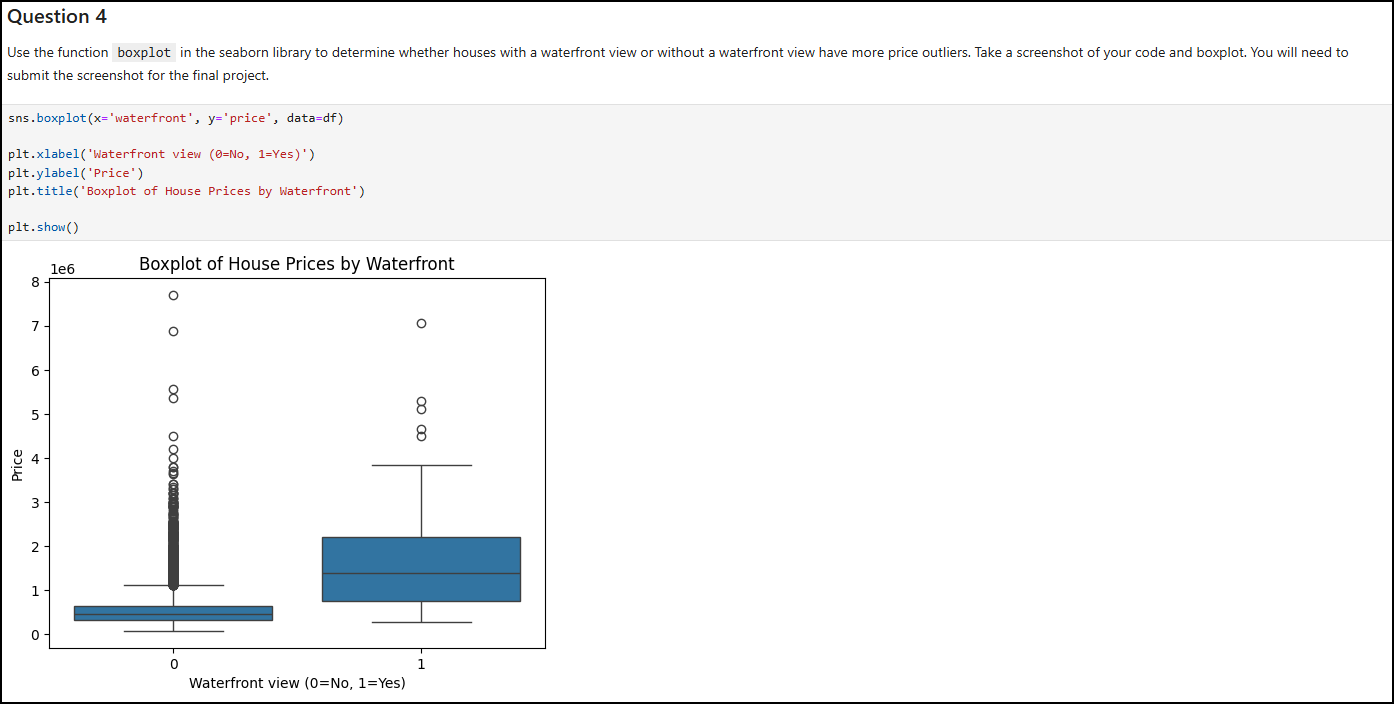 Question 4
Use the function boxplot in the seaborn library to determine whether houses with a waterfront view or without a waterfront view have more price outliers. Take a screenshot of your code and boxplot. You will need to
submit the screenshot for the final project.
sns.boxplot(x='waterfront', y='price', data=df)
plt.xlabel('Waterfront view (0=No, 1=Yes)')
plt.ylabel('Price')
plt.title('Boxplot of House Prices by Waterfront')
plt.show()
Boxplot of House Prices by Waterfront
1e6
8
7
6
5
4
3
2
1
0
Price
0 1
Waterfront view (0=No, 1=Yes)